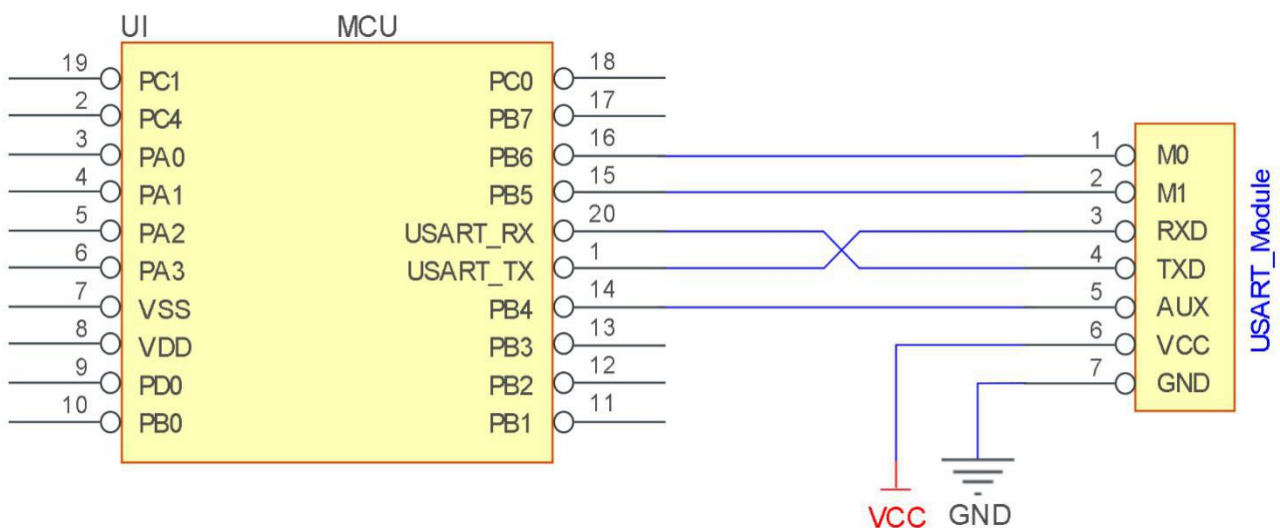 UI MCU
19 PC1 PC0 18
2 PC4 PB7 17
3 PA0 PB6 16 1 M0
4 PA1 PB5 15 2 M1
5 PA2 USART_RX 20 3 RXD
6 PA3 USART_TX 1 4 TXD
7 VSS PB4 14 5 AUX
8 VDD PB3 13 6 VCC
9 PD0 PB2 12 7 GND
10 PB0 PB1 11
USART_Module
VCC GND